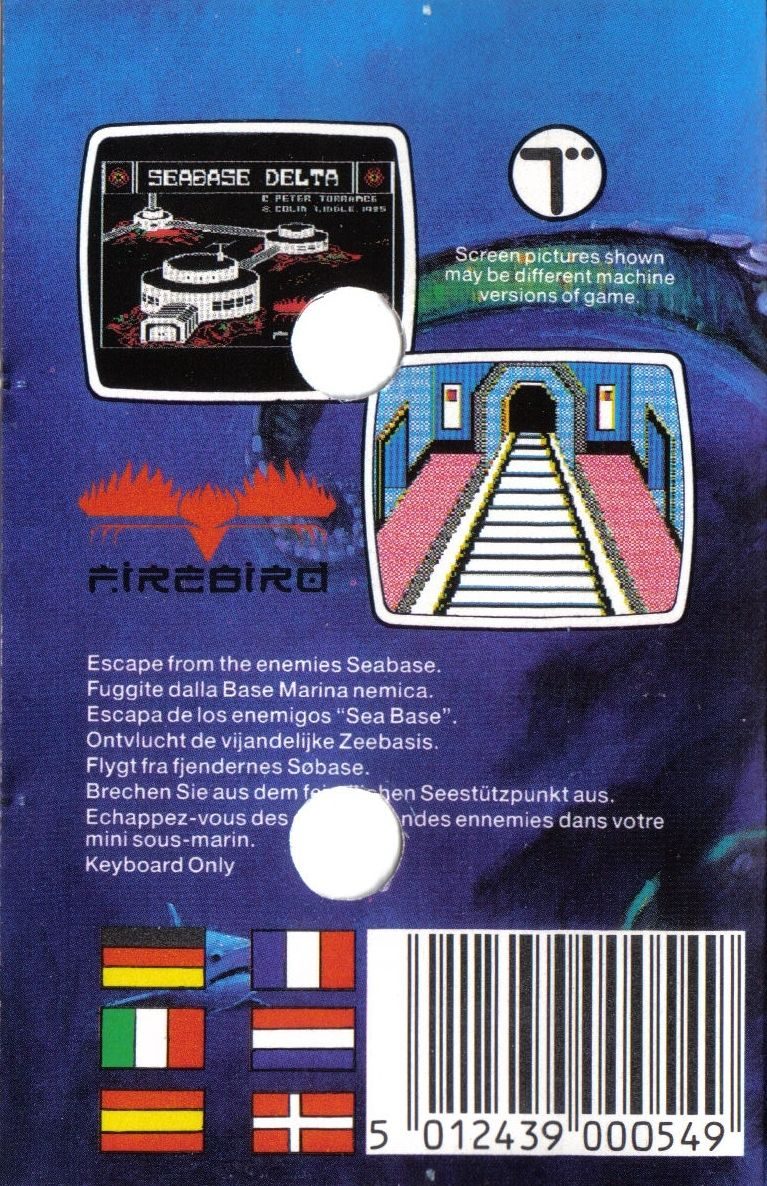 SEABASE DELTA
© PETER TORRANCE
& COLIN 1985
Screen pictures shown
may be different machine
versions of game.
FIREBIRD
Escape from the enemies Seabase.
Fuggite dalla Base Marina nemica.
Escapa de los enemigos “Sea Base”.
Ontvlucht de vijandelijke Zeebasis.
Flygt fra fjendernes Søbase.
Brechen Sie aus dem Seestützpunkt aus.
Echappez-vous des ennemies dans votre
mini sous-marin.
Keyboard Only
5 012439 000549